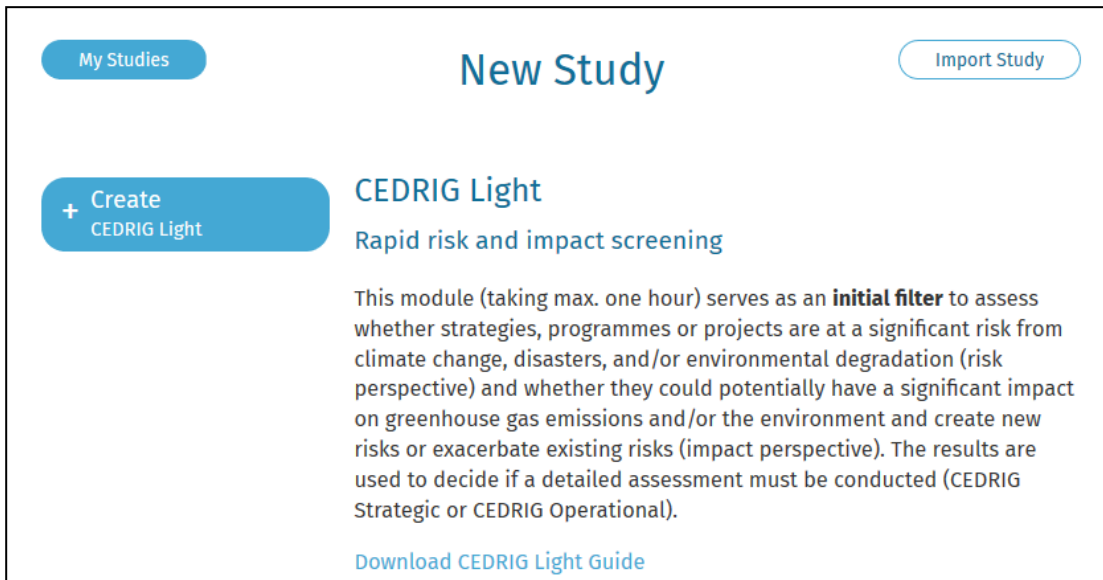 My Studies
New Study
Import Study
+ Create
CEDRIG Light
CEDRIG Light
Rapid risk and impact screening
This module (taking max. one hour) serves as an initial filter to assess
whether strategies, programmes or projects are at a significant risk from
climate change, disasters, and/or environmental degradation (risk
perspective) and whether they could potentially have a significant impact
on greenhouse gas emissions and/or the environment and create new
risks or exacerbate existing risks (impact perspective). The results are
used to decide if a detailed assessment must be conducted (CEDRIG
Strategic or CEDRIG Operational).
Download CEDRIG Light Guide